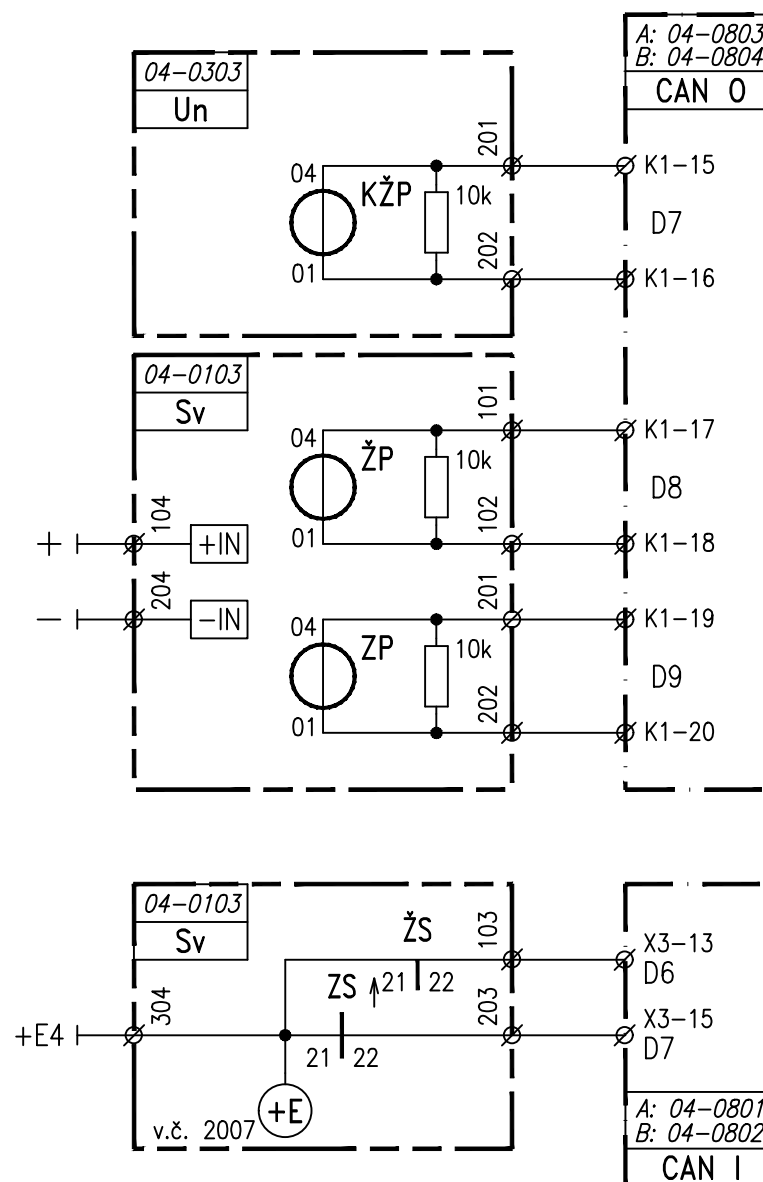 04-0303
Un
04
KŽP
10k
01
201
202
A: 04-0803
B: 04-0804
CAN O
K1-15
D7
K1-16
04-0103
Sv
04
ŽP
10k
01
101
102
K1-17
D8
K1-18
+
104
+IN
-
204
-IN
04
ZP
10k
01
201
202
K1-19
D9
K1-20
04-0103
Sv
ŽS
21
22
103
X3-13
D6
+E4
304
ZS
21
22
203
X3-15
D7
+E
v.č. 2007
A: 04-0801
B: 04-0802
CAN I